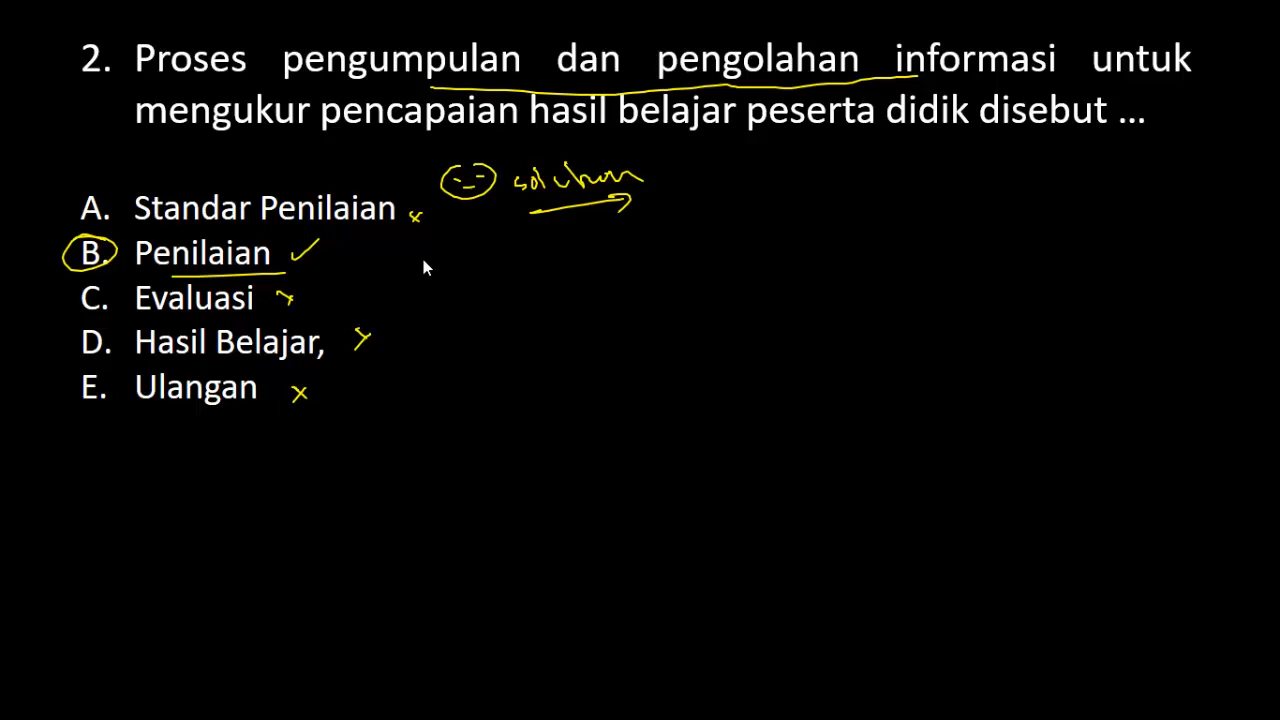 2. Proses pengumpulan dan pengolahan informasi untuk
mengukur pencapaian hasil belajar peserta didik disebut ...
A. Standar Penilaian
B. Penilaian
C. Evaluasi
D. Hasil Belajar,
E. Ulangan